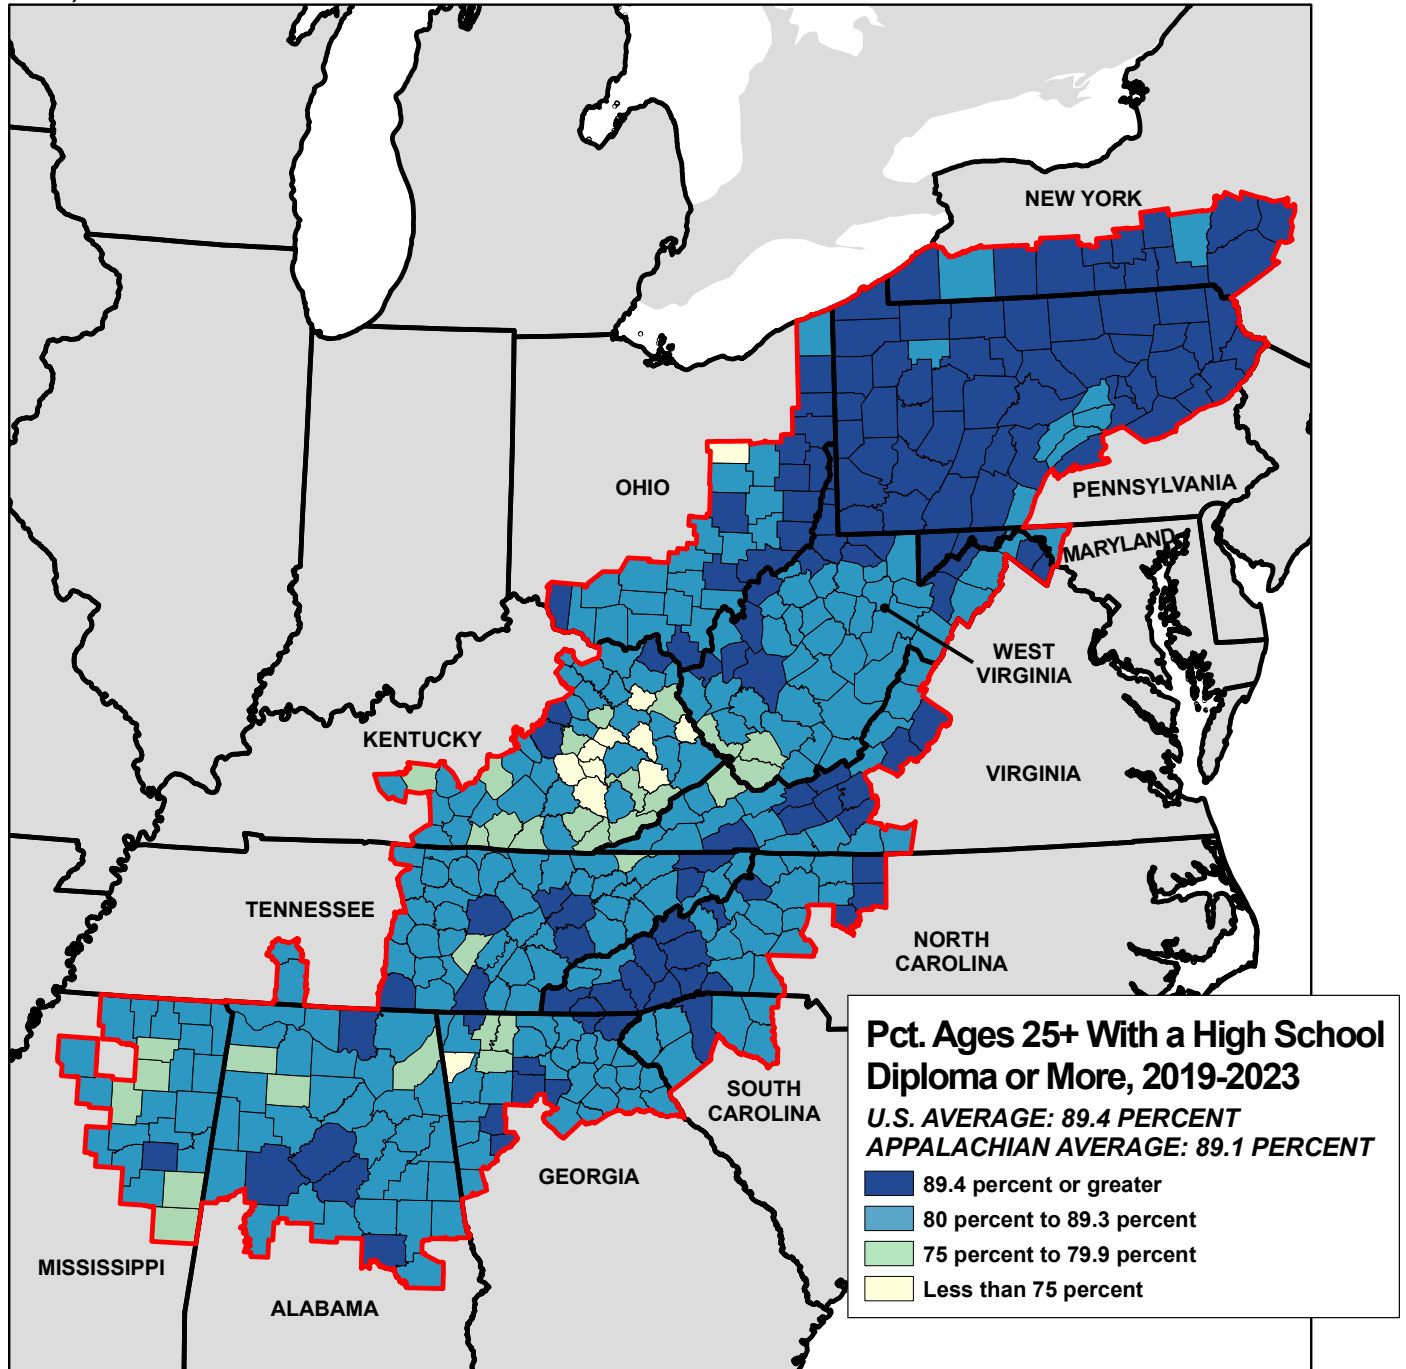 NEW YORK
OHIO
PENNSYLVANIA
MARYLAND
WEST
VIRGINIA
KENTUCKY
VIRGINIA
TENNESSEE
NORTH
CAROLINA
SOUTH
CAROLINA
GEORGIA
MISSISSIPPI
ALABAMA
Pct. Ages 25+ With a High School
Diploma or More, 2019-2023
U.S. AVERAGE: 89.4 PERCENT
APPALACHIAN AVERAGE: 89.1 PERCENT
89.4 percent or greater
80 percent to 89.3 percent
75 percent to 79.9 percent
Less than 75 percent